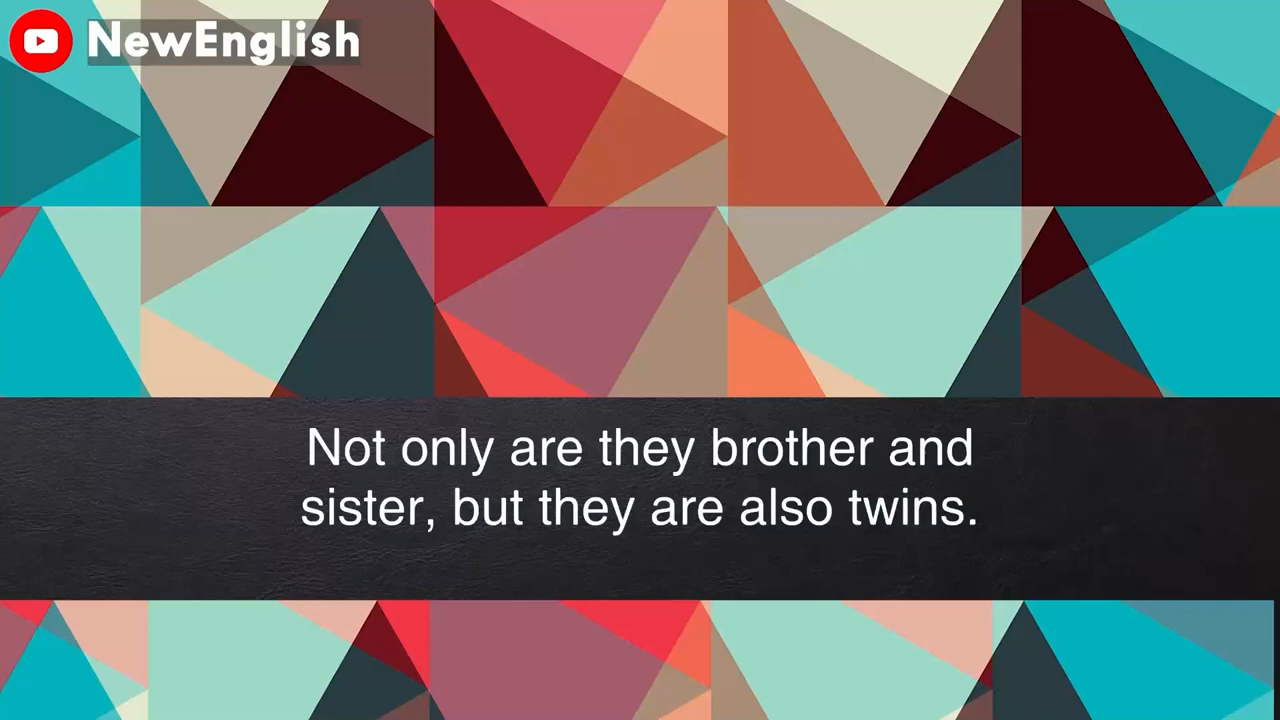 NewEnglish
Not only are they brother and
sister, but they are also twins.